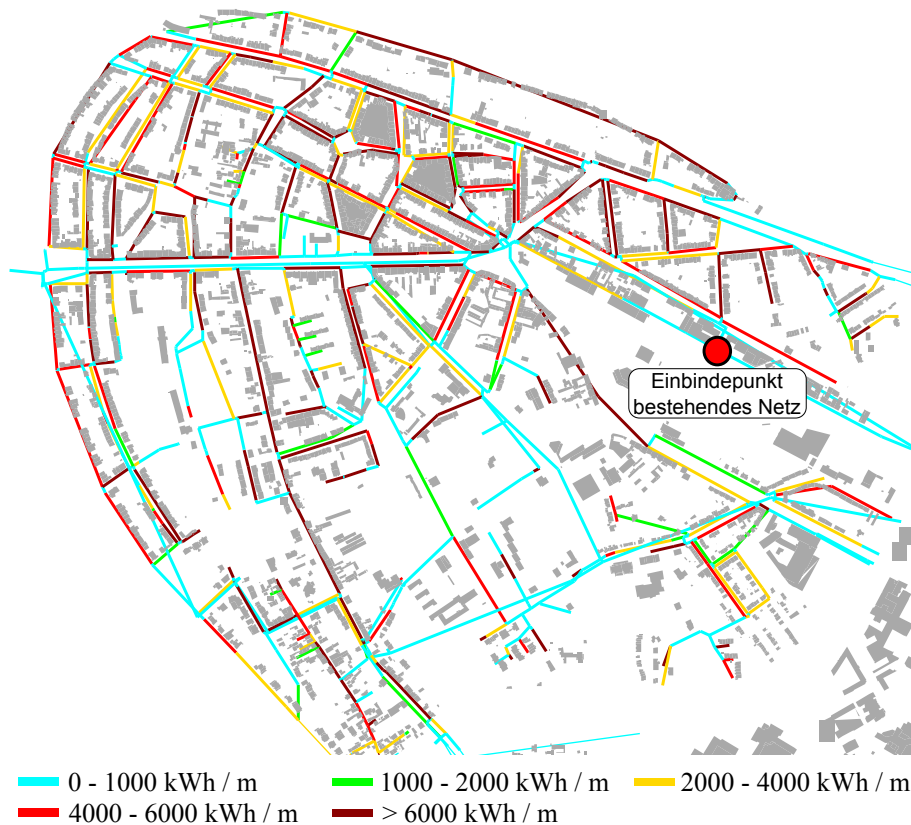 Einbindepunkt
bestehendes Netz
0 - 1000 kWh / m
1000 - 2000 kWh / m
2000 - 4000 kWh / m
4000 - 6000 kWh / m
> 6000 kWh / m